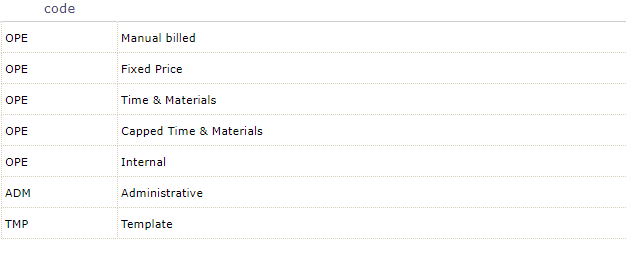 code
OPE Manual billed
OPE Fixed Price
OPE Time & Materials
OPE Capped Time & Materials
OPE Internal
ADM Administrative
TMP Template